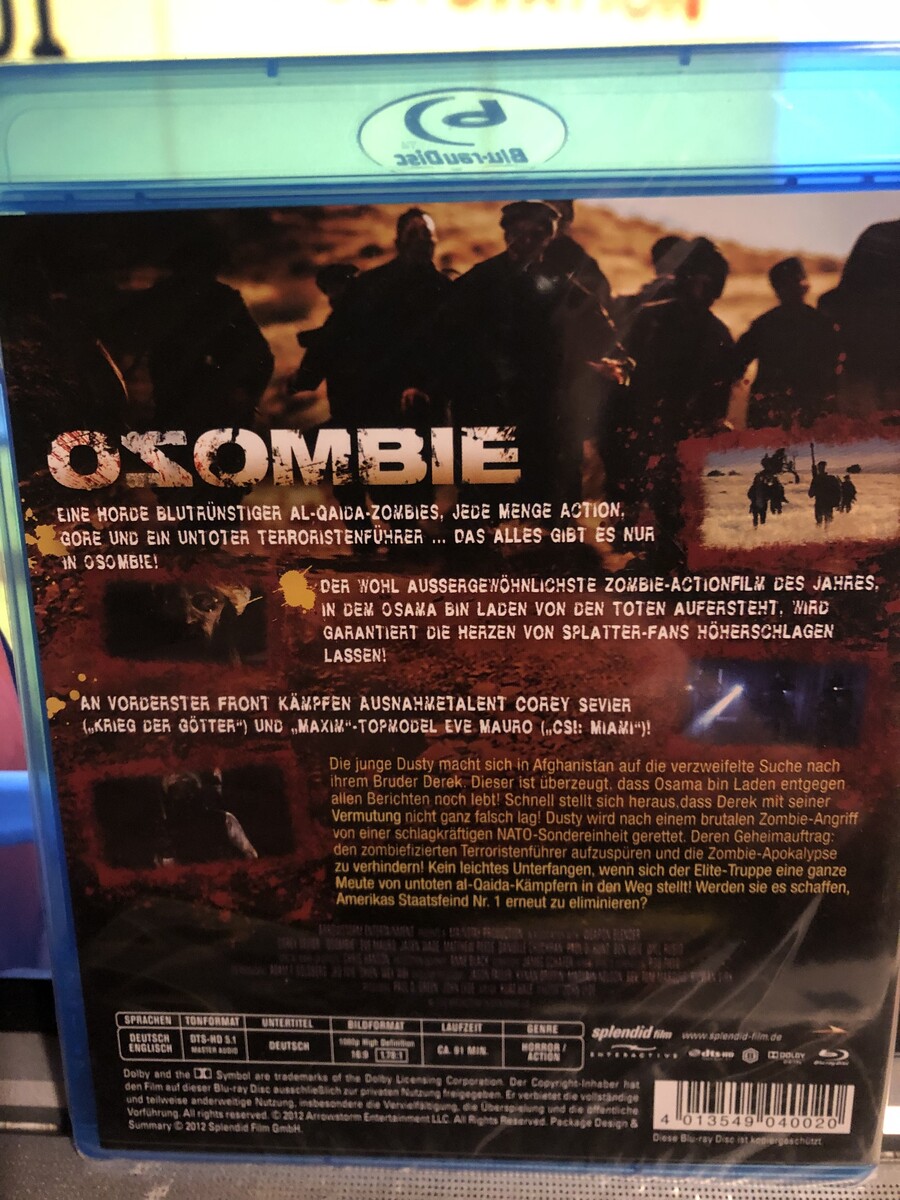 Blu-rayDisc
OSOMBIE
EINE HORDE BLUTRÜNSTIGER AL-QAIDA-ZOMBIES, JEDE MENGE ACTION,
GORE UND EIN UNTOTER TERRORISTENFÜHRER ... DAS ALLES GIBT ES NUR
IN OSOMBIE!
DER WOHL AUSSERGEWÖHNLICHSTE ZOMBIE-ACTIONFILM DES JAHRES,
IN DEM OSAMA BIN LADEN VON DEN TOTEN AUFERSTEHT, WIRD
GARANTIERT DIE HERZEN VON SPLATTER-FANS HÖHERSCHLAGEN
LASSEN!
AN VORDERSTER FRONT KÄMPFEN AUSNAHMETALENT COREY SEVIER
(„KRIEG DER GÖTTER“) UND „MAXIM“-TOPMODEL EVE MAURO („CSI: MIAMI“)!
Die junge Dusty macht sich in Afghanistan auf die verzweifelte Suche nach
ihrem Bruder Derek. Dieser ist überzeugt, dass Osama bin Laden entgegen
allen Berichten noch lebt! Schnell stellt sich heraus,dass Derek mit seiner
Vermutung nicht ganz falsch lag! Dusty wird nach einem brutalen Zombie-Angriff
von einer schlagkräftigen NATO-Sondereinheit gerettet. Deren Geheimauftrag:
den zombiefizierten Terroristenführer aufzuspüren und die Zombie-Apokalypse
zu verhindern! Kein leichtes Unterfangen, wenn sich der Elite-Truppe eine ganze
Meute von untoten al-Qaida-Kämpfern in den Weg stellt! Werden sie es schaffen,
Amerikas Staatsfeind Nr. 1 erneut zu eliminieren?
SPRACHEN TONFORMAT UNTERTITEL BILDFORMAT LAUFZEIT GENRE
DEUTSCH ENGLISCH DTS-HD 5.1 MASTER AUDIO DEUTSCH 1080p High Definition 16:9 1,78:1 CA. 91 MIN. HORROR/ ACTION
splendid film www.splendid-film.de
INTERACTIVE dts HD DOLBY Blu-ray Disc
Dolby and the Symbol are trademarks of the Dolby Licensing Corporation. Der Copyright-Inhaber hat
den Film auf dieser Blu-ray Disc ausschließlich zur privaten Nutzung freigegeben. Er verbietet die vollständige
und teilweise anderweitige Nutzung, insbesondere die Vervielfältigung, die Überspielung und die öffentliche
Vorführung. All rights reserved. © 2012 Arrowstorm Entertainment LLC. All Rights Reserved. Package Design &
Summary © 2012 Splendid Film GmbH.
4 013549 040020
Diese Blu-ray Disc ist kopiergeschützt.